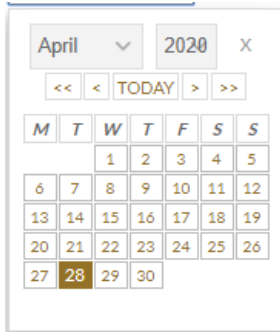 April 2020 X
<< < TODAY > >>
M T W T F S S
1 2 3 4 5
6 7 8 9 10 11 12
13 14 15 16 17 18 19
20 21 22 23 24 25 26
27 28 29 30